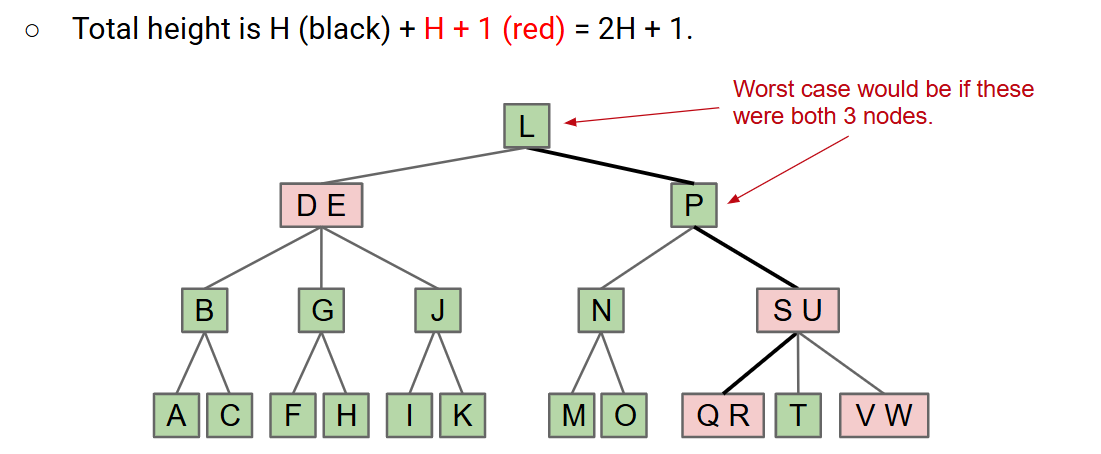 ○ Total height is H (black) + H + 1 (red) = 2H + 1.
Worst case would be if these
were both 3 nodes.
L
D E
P
B
G
J
N
S U
A
C
F
H
I
K
M
O
Q R
T
V W